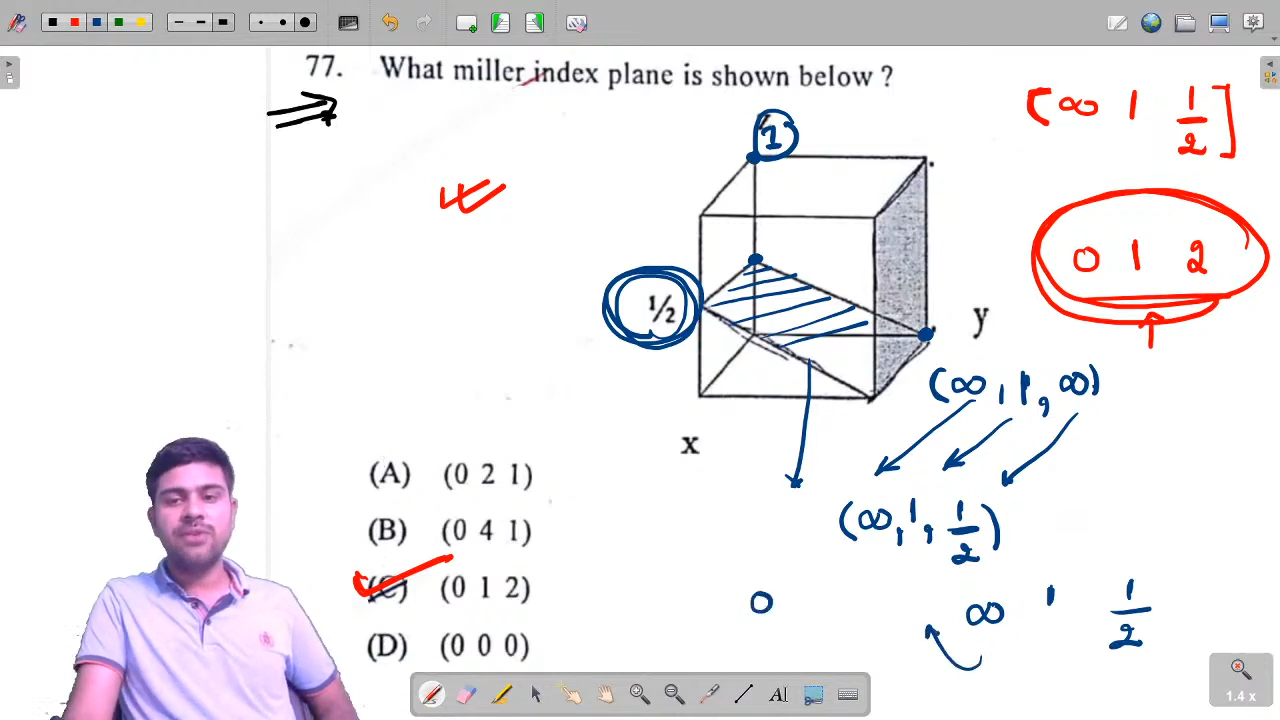 77. What miller index plane is shown below ?
(∞ 1 1/2]
1
½
0 1 2
y
(∞, 1, ∞)
x
(A) (0 2 1)
(∞, 1, 1/2)
(B) (0 4 1)
(C) (0 1 2)
0
∞ 1 1/2
(D) (0 0 0)
AI
1.4 x